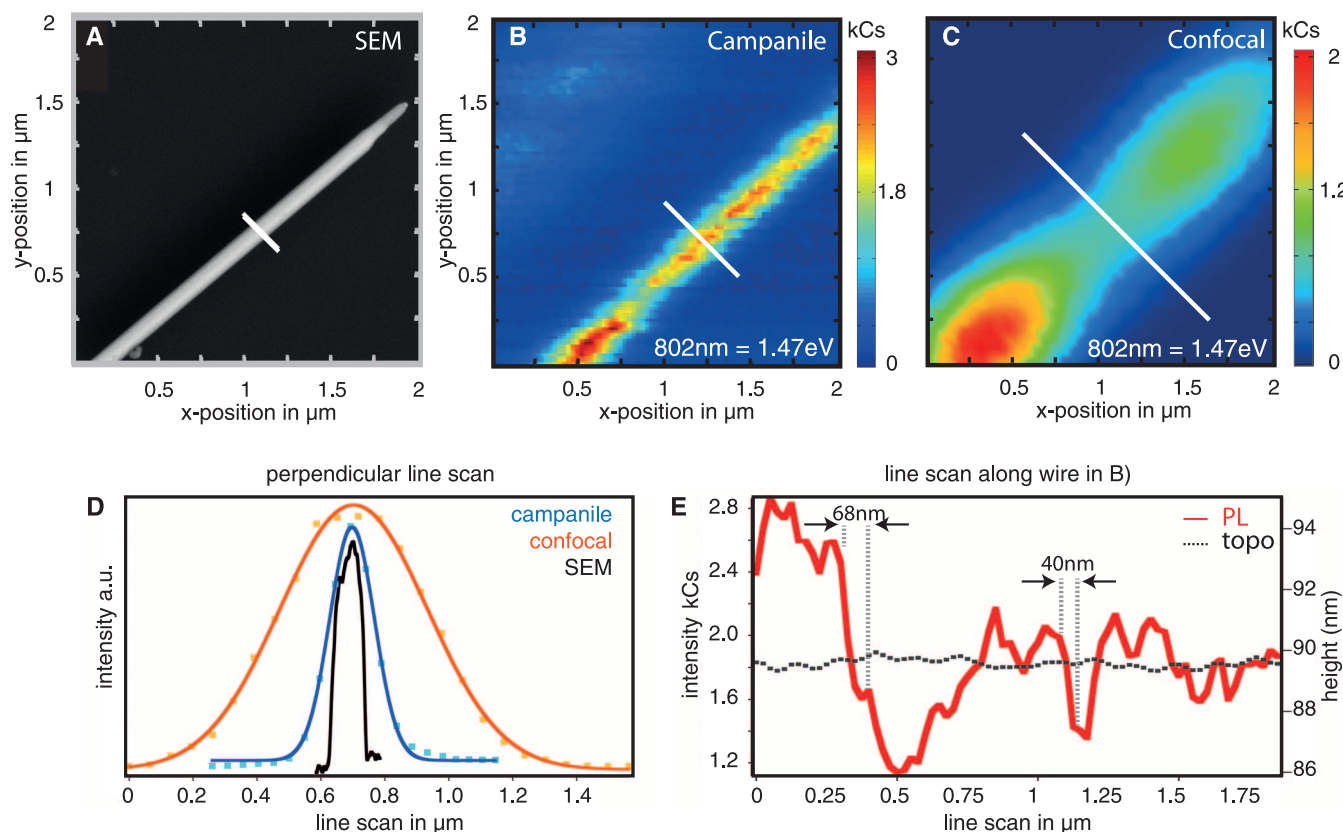 A
SEM
y-position in µm
2
1.5
1
0.5
0.5
1
1.5
2
x-position in µm
B
Campanile
kCs
y-position in µm
2
1.5
1
0.5
802nm = 1.47eV
3
1.8
0
0.5
1
1.5
2
x-position in µm
C
Confocal
kCs
802nm = 1.47eV
2
1.2
0
0.5
1
1.5
2
x-position in µm
perpendicular line scan
D
campanile
confocal
SEM
intensity a.u.
0
0.2
0.4
0.6
0.8
1.0
1.2
1.4
line scan in µm
line scan along wire in B)
E
68nm
40nm
PL
topo
intensity kCs
2.8
2.4
2.0
1.6
1.2
94
92
90
88
86
height (nm)
0
0.25
0.5
0.75
1
1.25
1.5
1.75
line scan in µm